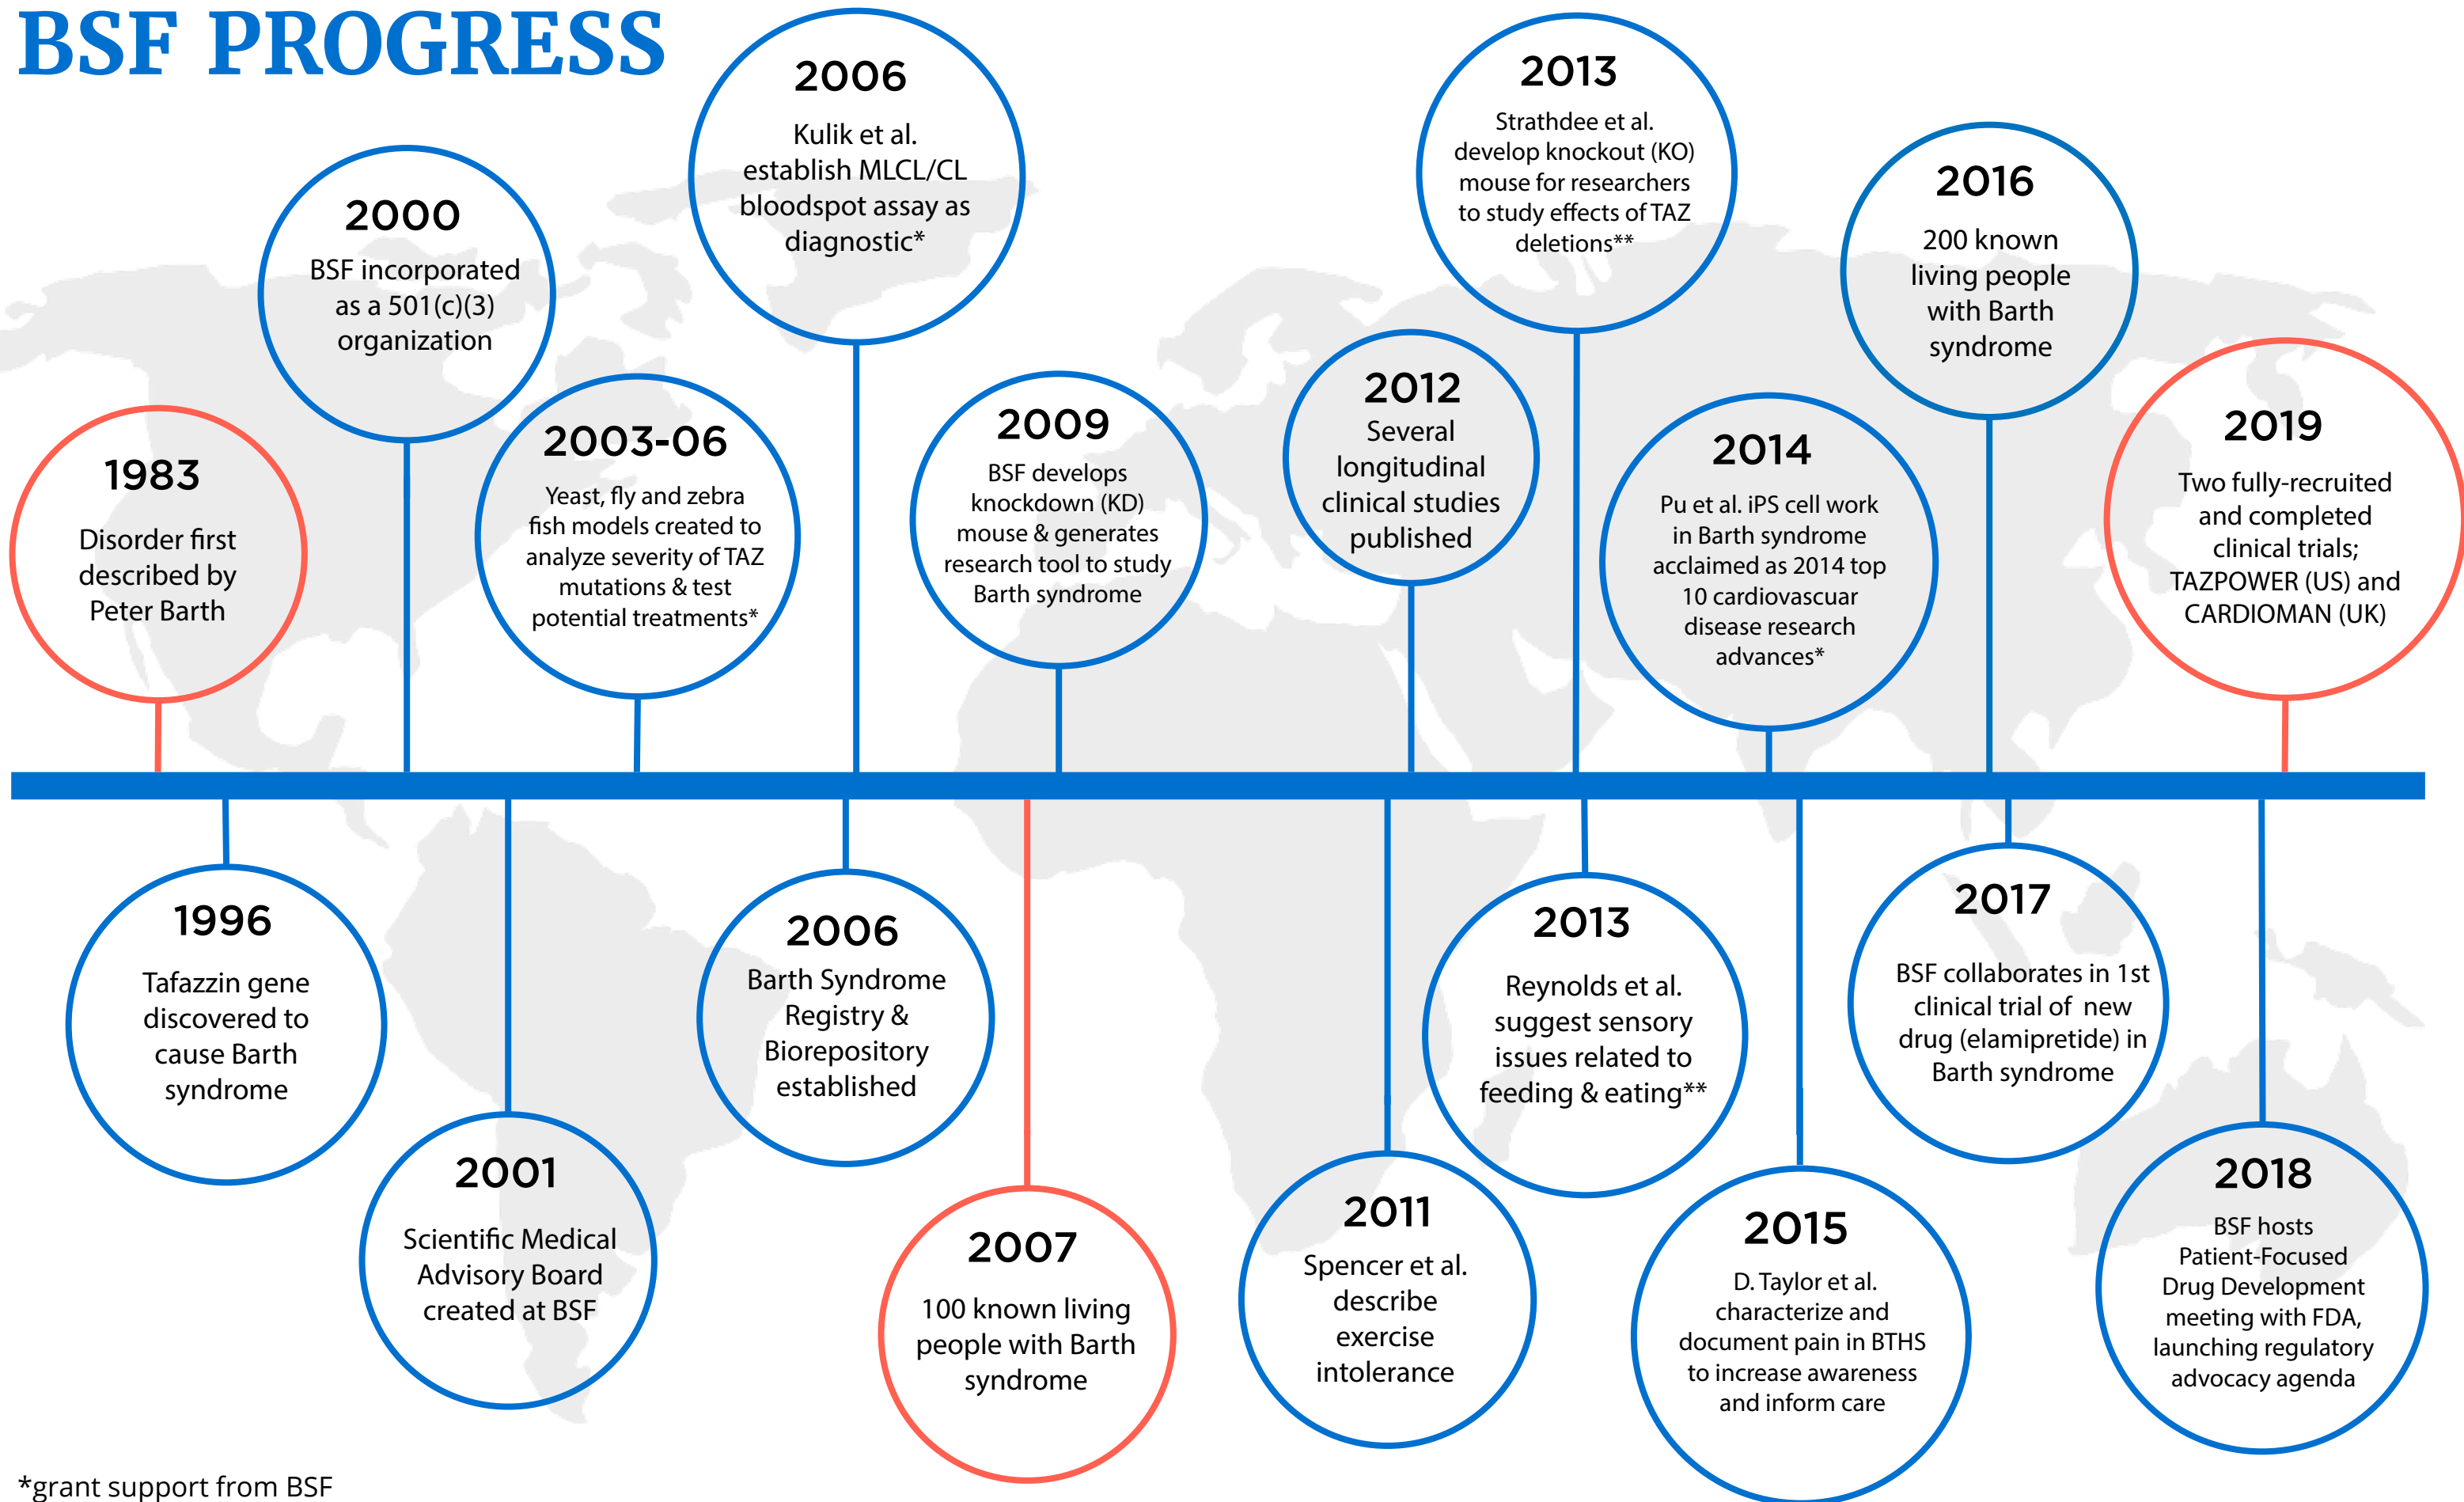 BSF PROGRESS
1983
Disorder first
described by
Peter Barth
1996
Tafazzin gene
discovered to
cause Barth
syndrome
2000
BSF incorporated
as a 501(c)(3)
organization
2001
Scientific Medical
Advisory Board
created at BSF
2003-06
Yeast, fly and zebra
fish models created to
analyze severity of TAZ
mutations & test
potential treatments*
2006
Kulik et al.
establish MLCL/CL
bloodspot assay as
diagnostic*
2006
Barth Syndrome
Registry &
Biorepository
established
2007
100 known living
people with Barth
syndrome
2009
BSF develops
knockdown (KD)
mouse & generates
research tool to study
Barth syndrome
2011
Spencer et al.
describe
exercise
intolerance
2012
Several
longitudinal
clinical studies
published
2013
Strathdee et al.
develop knockout (KO)
mouse for researchers
to study effects of TAZ
deletions**
2013
Reynolds et al.
suggest sensory
issues related to
feeding & eating**
2014
Pu et al. iPS cell work
in Barth syndrome
acclaimed as 2014 top
10 cardiovascuar
disease research
advances*
2015
D. Taylor et al.
characterize and
document pain in BTHS
to increase awareness
and inform care
2016
200 known
living people
with Barth
syndrome
2017
BSF collaborates in 1st
clinical trial of new
drug (elamipretide) in
Barth syndrome
2018
BSF hosts
Patient-Focused
Drug Development
meeting with FDA,
launching regulatory
advocacy agenda
2019
Two fully-recruited
and completed
clinical trials;
TAZPOWER (US) and
CARDIOMAN (UK)
*grant support from BSF